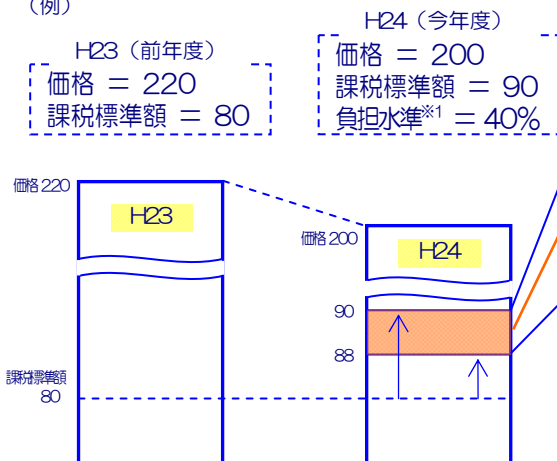 （例）
H23（前年度）
価格 ＝ 220
課税標準額 ＝ 80
H24（今年度）
価格 ＝ 200
課税標準額 ＝ 90
負担水準※1 ＝ 40%
価格 220
H23
価格 200
H24
90
88
課税標準額
80